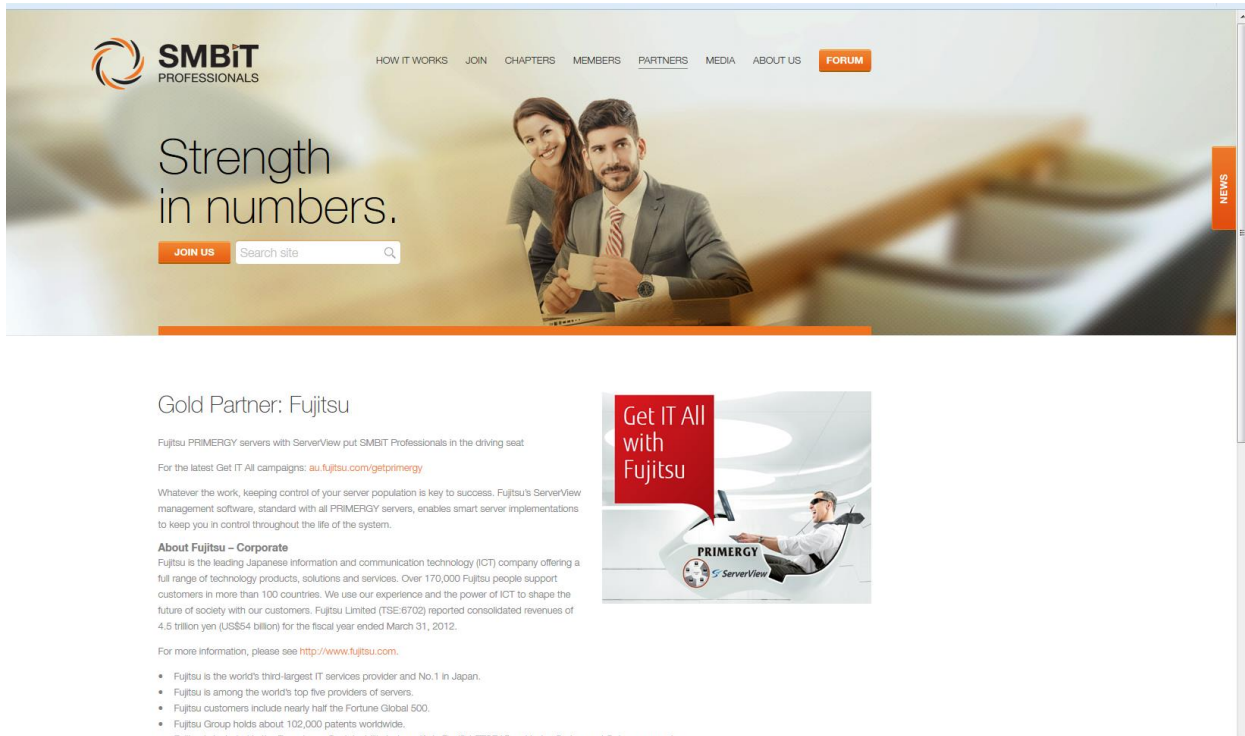 SMBiT
PROFESSIONALS
HOW IT WORKS JOIN CHAPTERS MEMBERS PARTNERS MEDIA ABOUT US FORUM
Strength
in numbers.
JOIN US Search site
NEWS
Gold Partner: Fujitsu
Fujitsu PRIMERGY servers with ServerView put SMBiT Professionals in the driving seat
For the latest Get IT All campaigns: au.fujitsu.com/getprimergy
Whatever the work, keeping control of your server population is key to success. Fujitsu's ServerView
management software, standard with all PRIMERGY servers, enables smart server implementations
to keep you in control throughout the life of the system.
About Fujitsu – Corporate
Fujitsu is the leading Japanese information and communication technology (ICT) company offering a
full range of technology products, solutions and services. Over 170,000 Fujitsu people support
customers in more than 100 countries. We use our experience and the power of ICT to shape the
future of society with our customers. Fujitsu Limited (TSE:6702) reported consolidated revenues of
4.5 trillion yen (US$54 billion) for the fiscal year ended March 31, 2012.
For more information, please see http://www.fujitsu.com.
• Fujitsu is the world's third-largest IT services provider and No.1 in Japan.
• Fujitsu is among the world's top five providers of servers.
• Fujitsu customers include nearly half the Fortune Global 500.
• Fujitsu Group holds about 102,000 patents worldwide.
Get IT All
with
Fujitsu
PRIMERGY
ServerView